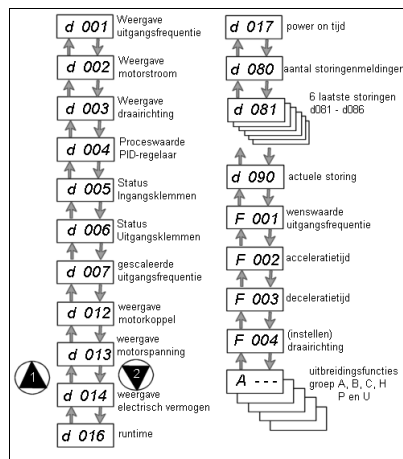 d 001
Weergave
uitgangsfrequentie
d 002
Weergave
motorstroom
d 003
Weergave
draairichting
d 004
Proceswaarde
PID-regelaar
d 005
Status
Ingangsklemmen
d 006
Status
Uitgangsklemmen
d 007
gescaleerde
uitgangsfrequentie
d 012
weergave
motorkoppel
d 013
weergave
motorspanning
1
2
d 014
weergave
electrisch vermogen
d 016
runtime
d 017
power on tijd
d 080
aantal storingenmeldingen
d 081
6 laatste storingen
d081 - d086
d 090
actuele storing
F 001
wenswaarde
uitgangsfrequentie
F 002
acceleratietijd
F 003
deceleratietijd
F 004
(instellen)
draairichting
A ---
uitbreidingsfuncties
groep A, B, C, H
P en U